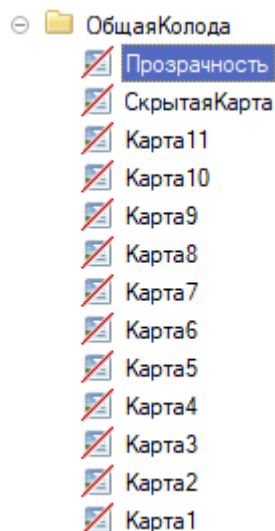 ОбщаяКолода
Прозрачность
СкрытаяКарта
Карта11
Карта10
Карта9
Карта8
Карта7
Карта6
Карта5
Карта4
Карта3
Карта2
Карта1